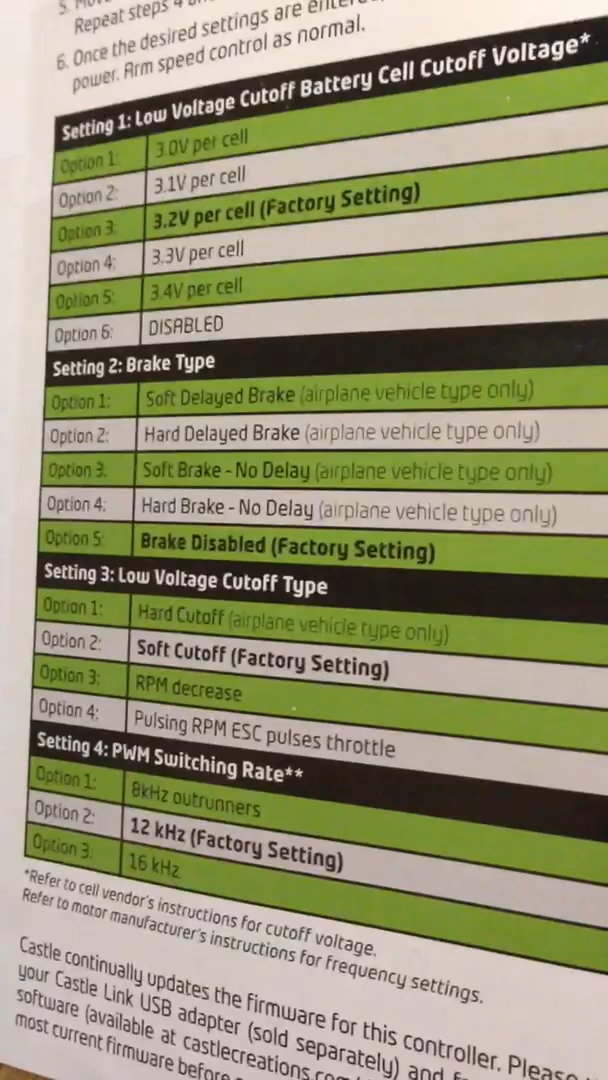 Repeat steps 4
6. Once the desired settings are
power. Arm speed control as normal.
Setting 1: Low Voltage Cutoff Battery Cell Cutoff Voltage*
Option 1: 3.0V per cell
Option 2: 3.1V per cell
Option 3: 3.2V per cell (Factory Setting)
Option 4: 3.3V per cell
Option 5: 3.4V per cell
Option 6: DISABLED
Setting 2: Brake Type
Option 1: Soft Delayed Brake (airplane vehicle type only)
Option 2: Hard Delayed Brake (airplane vehicle type only)
Option 3: Soft Brake - No Delay (airplane vehicle type only)
Option 4: Hard Brake - No Delay (airplane vehicle type only)
Option 5: Brake Disabled (Factory Setting)
Setting 3: Low Voltage Cutoff Type
Option 1: Hard Cutoff (airplane vehicle type only)
Option 2: Soft Cutoff (Factory Setting)
Option 3: RPM decrease
Option 4: Pulsing RPM ESC pulses throttle
Setting 4: PWM Switching Rate**
Option 1: 8kHz outrunners
Option 2: 12 kHz (Factory Setting)
Option 3: 16 kHz
*Refer to cell vendor's instructions for cutoff voltage.
Refer to motor manufacturer's instructions for frequency settings.
Castle continually updates the firmware for this controller. Please
your Castle Link USB adapter (sold separately) and
software (available at castlecreations.com
most current firmware before